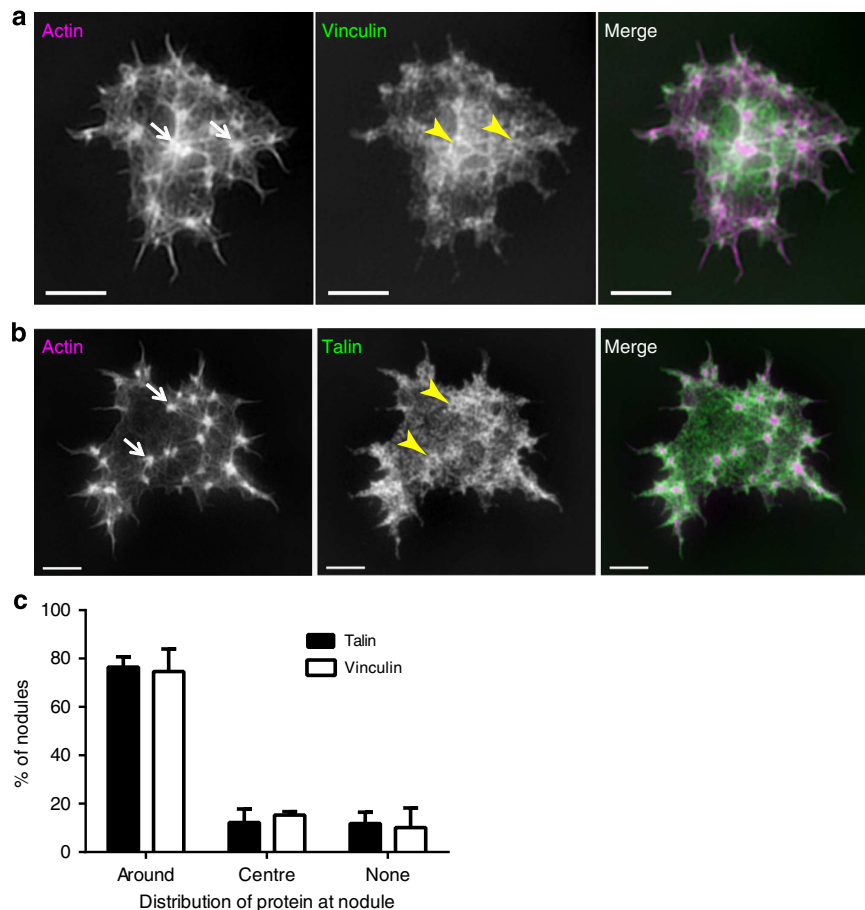 a
Actin
Vinculin
Merge
b
Actin
Talin
Merge
c
100
80
60
40
20
0
% of nodules
Talin
Vinculin
Around
Centre
None
Distribution of protein at nodule